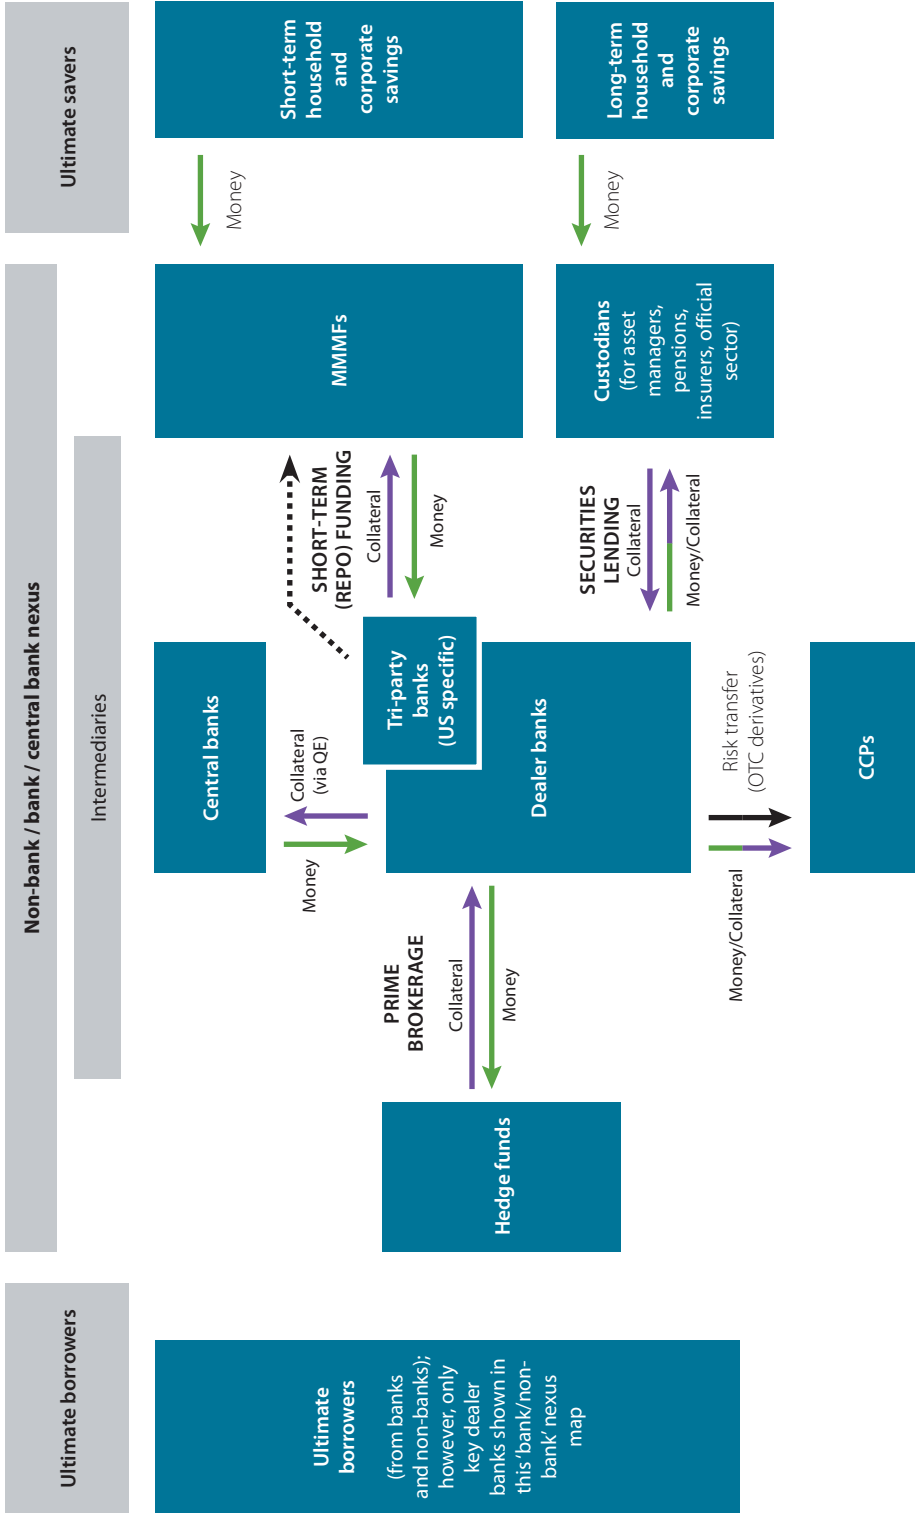 Ultimate borrowers
Non-bank / bank / central bank nexus
Ultimate savers
Intermediaries
Ultimate
borrowers
(from banks
and non-banks);
however, only
key dealer
banks shown in
this ‘bank/non-
bank’ nexus
map
Hedge funds
PRIME
BROKERAGE
Collateral
Money
Central banks
Money
Collateral
(via QE)
Tri-party
banks
(US specific)
Dealer banks
Money/Collateral
Risk transfer
(OTC derivatives)
CCPs
SHORT-TERM
(REPO) FUNDING
Collateral
Money
SECURITIES
LENDING
Collateral
Money/Collateral
MMMFs
Custodians
(for asset
managers,
pensions,
insurers, official
sector)
Money
Money
Short-term
household
and
corporate
savings
Long-term
household
and
corporate
savings